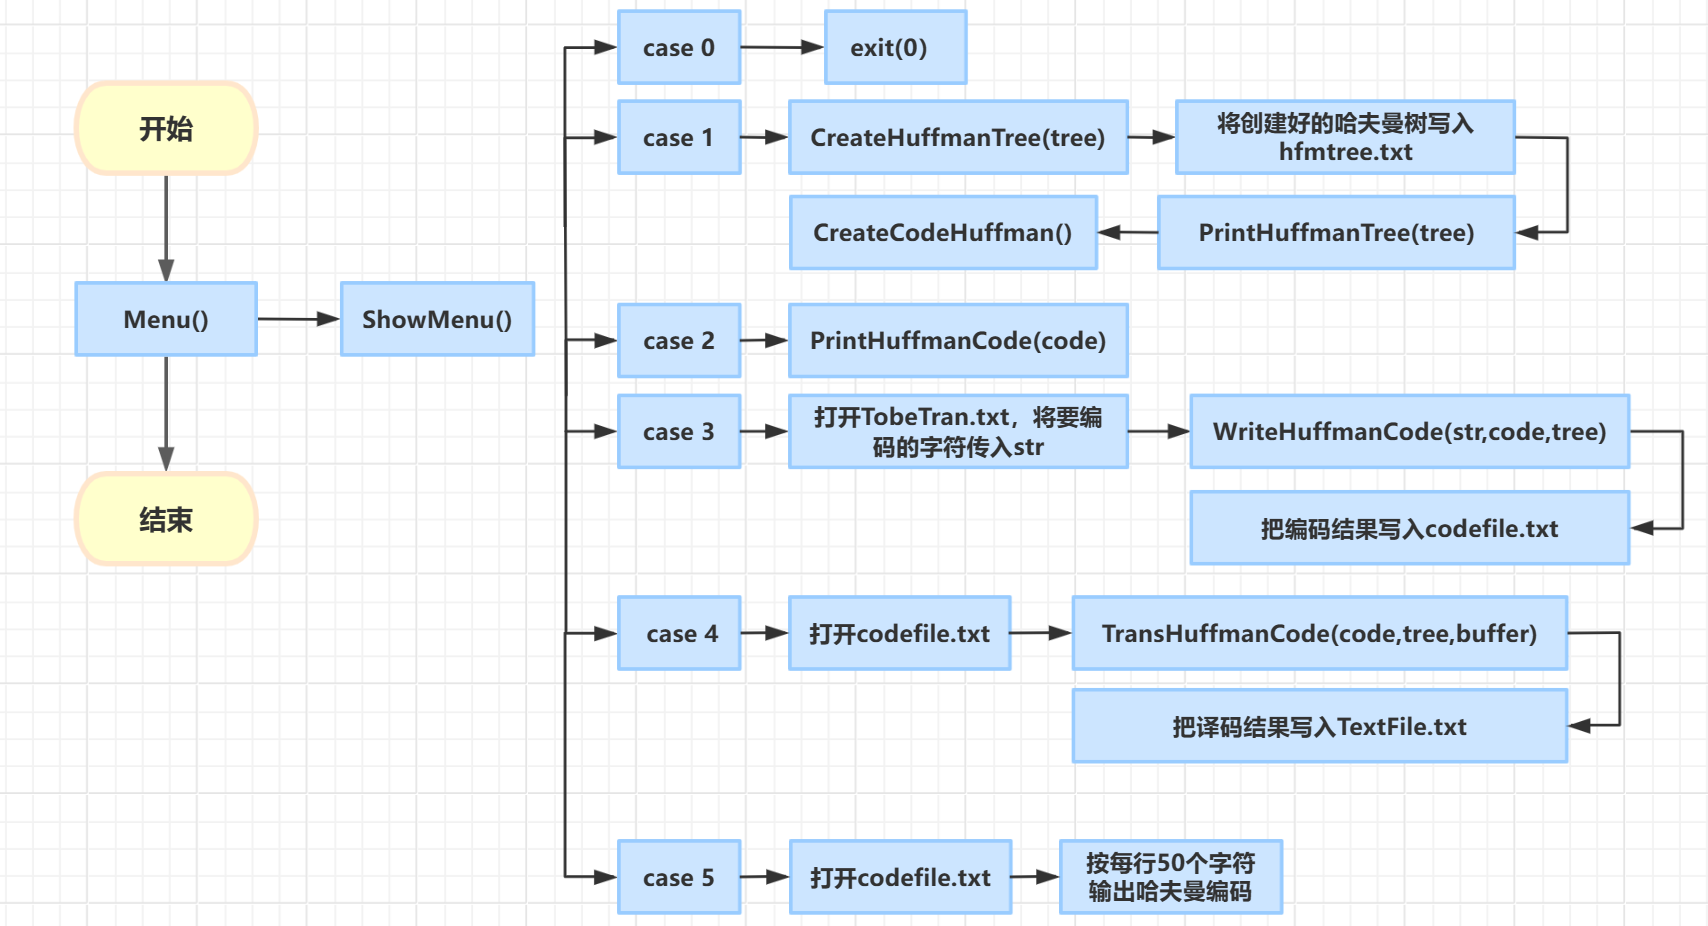 开始
Menu()
ShowMenu()
结束
case 0
exit(0)
case 1
CreateHuffmanTree(tree)
将创建好的哈夫曼树写入
hfmtree.txt
PrintHuffmanTree(tree)
CreateCodeHuffman()
case 2
PrintHuffmanCode(code)
case 3
打开TobeTran.txt，将要编
码的字符传入str
WriteHuffmanCode(str,code,tree)
把编码结果写入codefile.txt
case 4
打开codefile.txt
TransHuffmanCode(code,tree,buffer)
把译码结果写入TextFile.txt
case 5
打开codefile.txt
按每行50个字符
输出哈夫曼编码